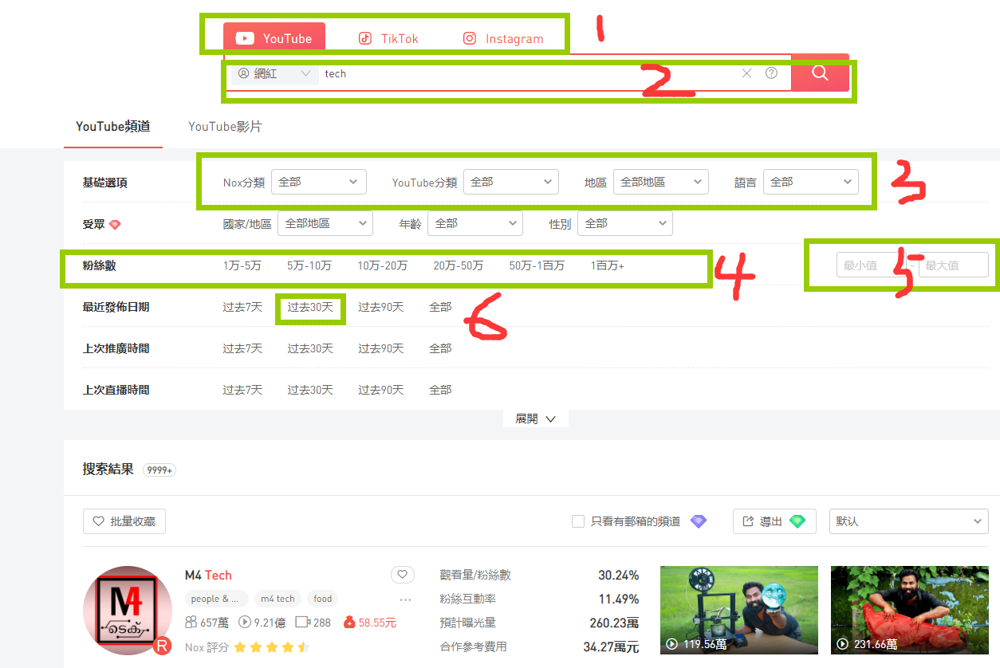 YouTube TikTok Instagram 1
網紅 tech 2
YouTube頻道 YouTube影片
基礎選項 Nox分類 全部 YouTube分類 全部 地區 全部地區 語言 全部 3
受眾 國家/地區 全部地區 年齡 全部 性別 全部
粉絲數 1万-5万 5万-10万 10万-20万 20万-50万 50万-1百万 1百万+ 4 最小值 - 最大值 5
最近發佈日期 过去7天 过去30天 过去90天 全部 6
上次推廣時間 过去7天 过去30天 过去90天 全部
上次直播時間 过去7天 过去30天 过去90天 全部
展開
搜索結果 9999+
批量收藏 只看有郵箱的頻道 導出 默认
M4 Tech 觀看量/粉絲數 30.24%
people & ... m4 tech food ... 粉絲互動率 11.49%
657萬 9.21億 288 58.55元 預計曝光量 260.23萬
Nox 評分 合作參考費用 34.27萬元
M4
ടെക്
R
119.56萬 231.66萬